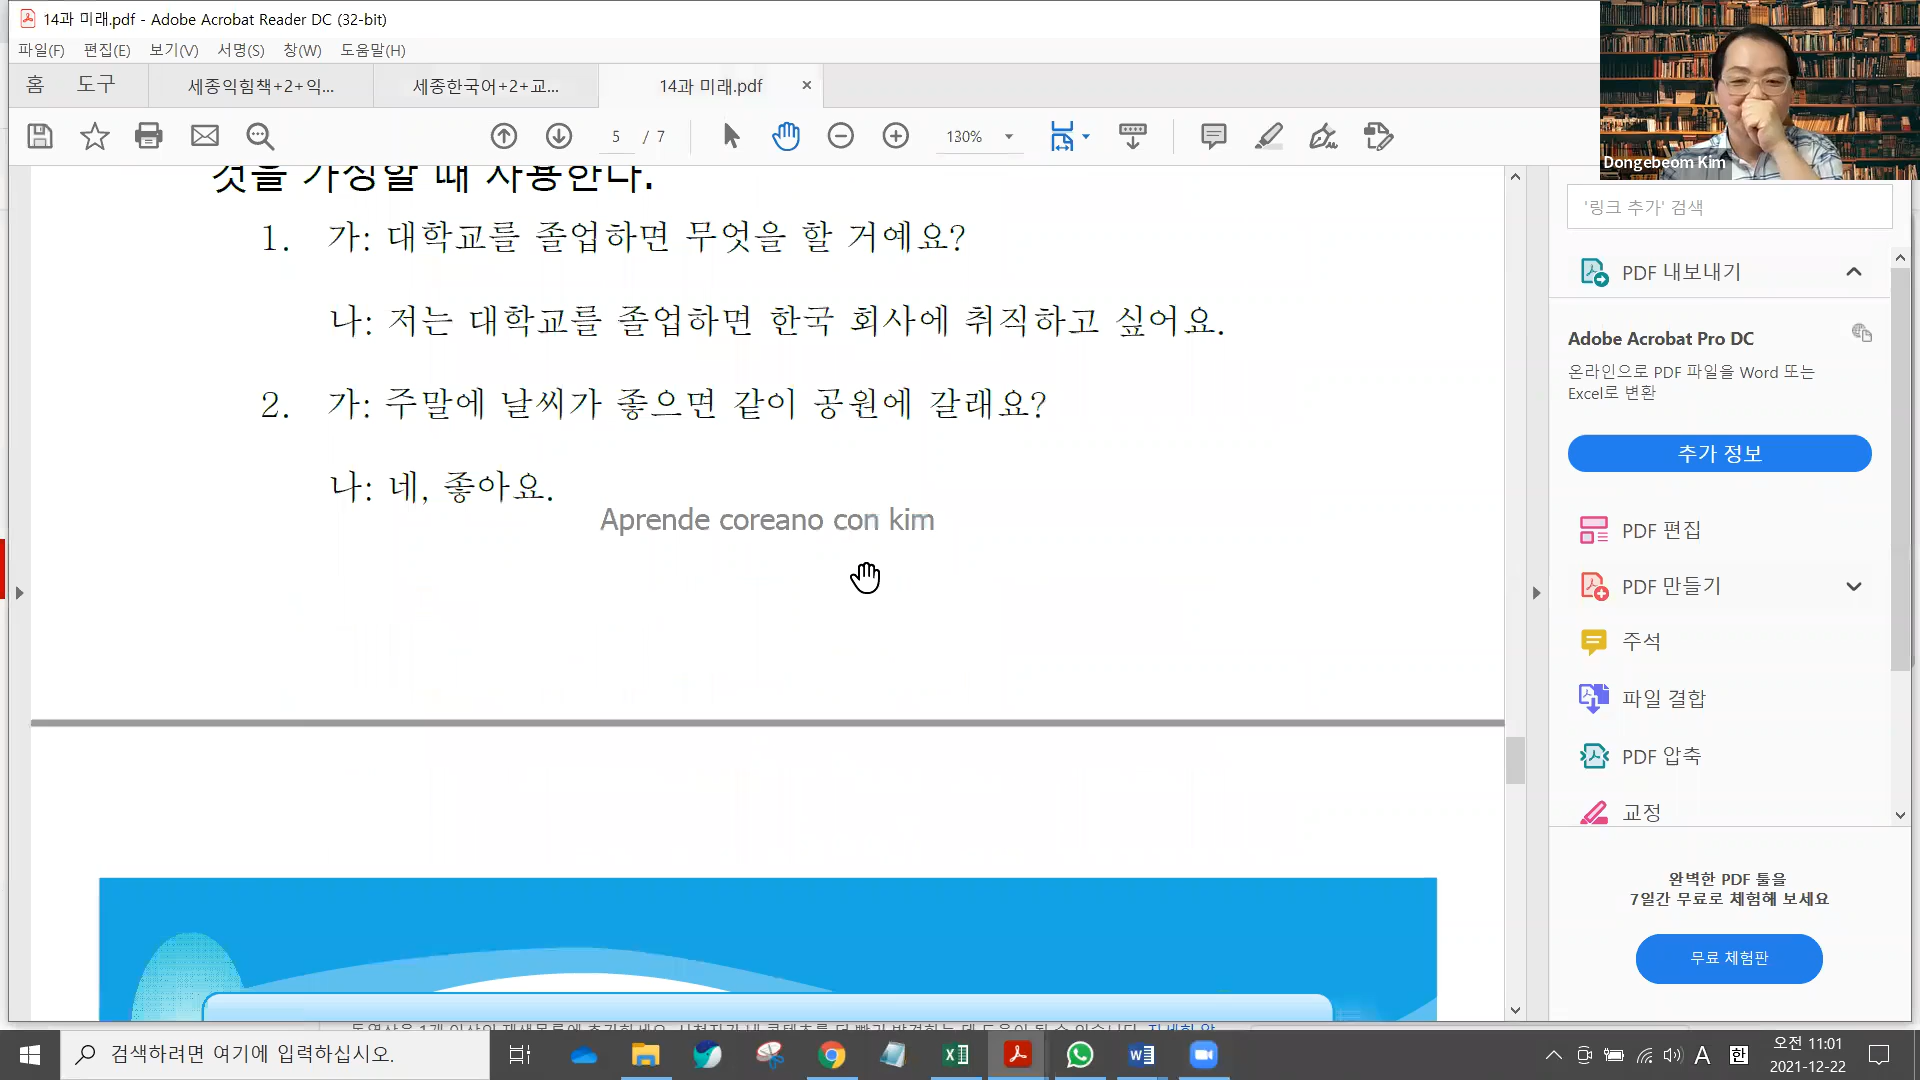 14과 미래.pdf - Adobe Acrobat Reader DC (32-bit)
파일(F) 편집(E) 보기(V) 서명(S) 창(W) 도움말(H)
홈 도구 세종익힘책+2+익... 세종한국어+2+교... 14과 미래.pdf ×
5 / 7 130%
Dongebeom Kim
것을 가정할 때 사용한다.
1. 가: 대학교를 졸업하면 무엇을 할 거예요?
나: 저는 대학교를 졸업하면 한국 회사에 취직하고 싶어요.
2. 가: 주말에 날씨가 좋으면 같이 공원에 갈래요?
나: 네, 좋아요.
Aprende coreano con kim
'링크 추가' 검색
PDF 내보내기
Adobe Acrobat Pro DC
온라인으로 PDF 파일을 Word 또는
Excel로 변환
추가 정보
PDF 편집
PDF 만들기
주석
파일 결합
PDF 압축
교정
완벽한 PDF 툴을
7일간 무료로 체험해 보세요
무료 체험판
검색하려면 여기에 입력하십시오.
A 한 오전 11:01
2021-12-22